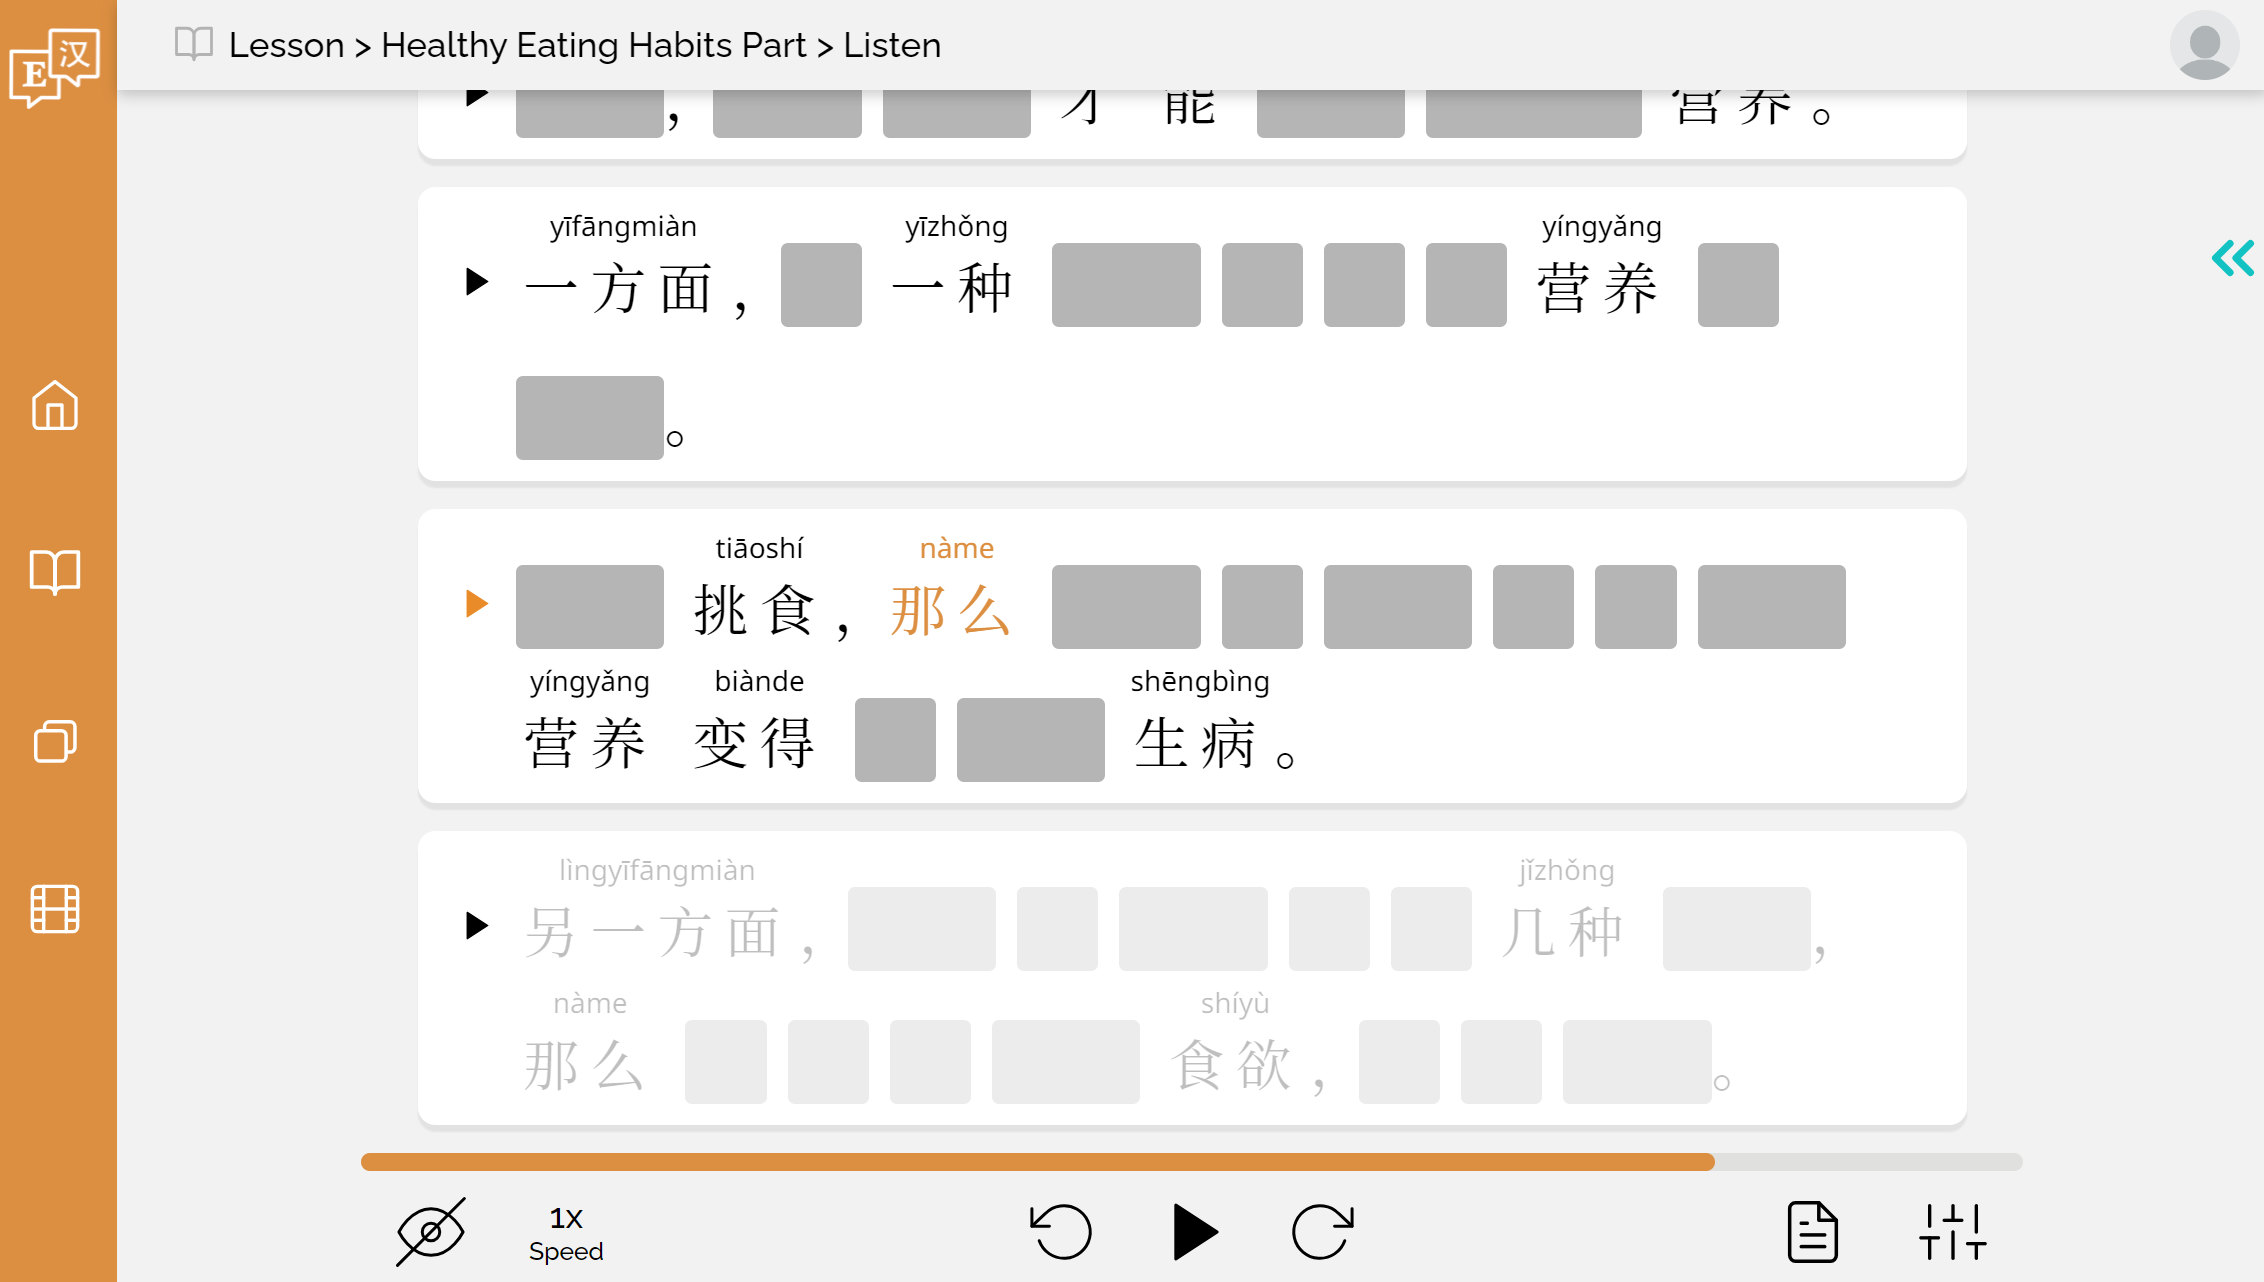 E 汉
Lesson > Healthy Eating Habits Part > Listen
， 才 能 营养。
yīfāngmiàn yīzhǒng yíngyǎng
一方面， 一种 营养
。
tiāoshí nàme
挑食， 那么
yíngyǎng biànde shēngbìng
营养 变得 生病。
lìngyīfāngmiàn jǐzhǒng
另一方面， 几种 ，
nàme shíyù
那么 食欲， 。
1x
Speed